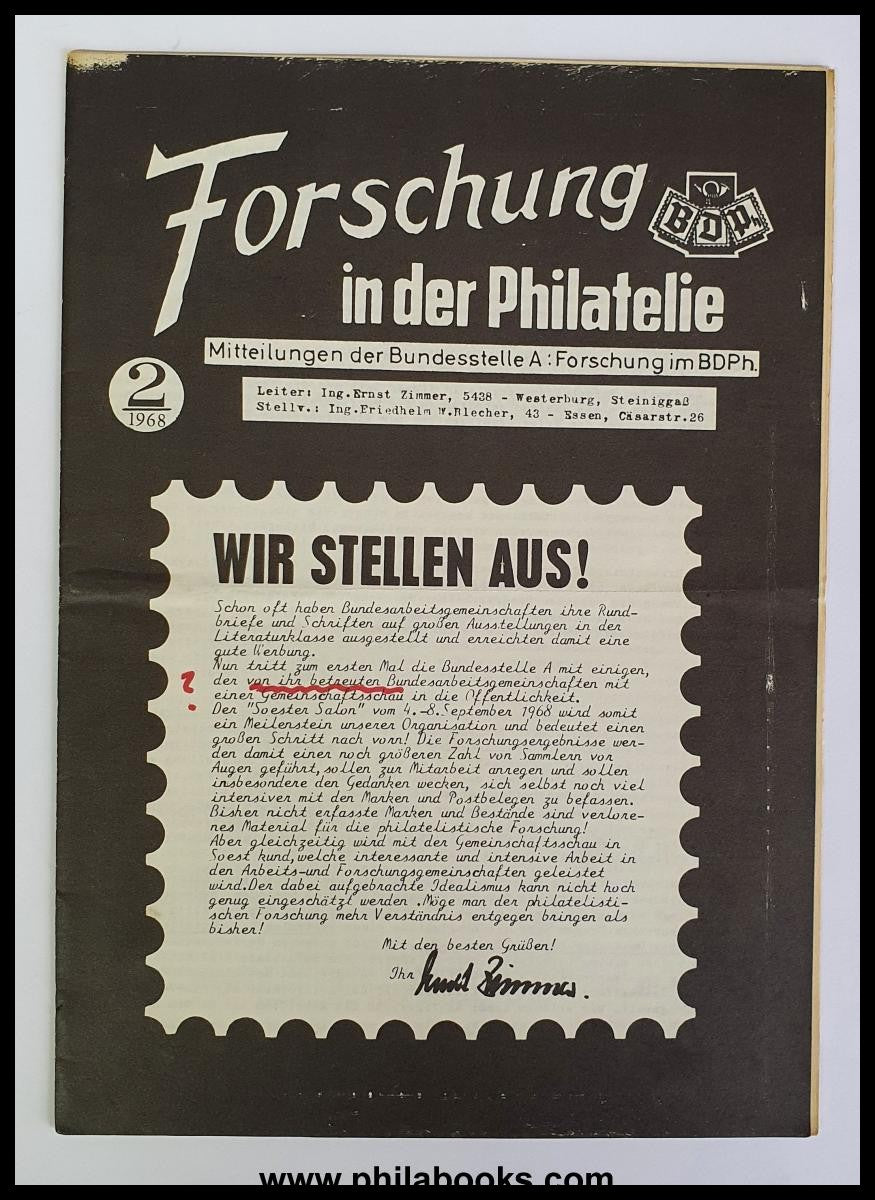 Forschung
BDPh
in der Philatelie
Mitteilungen der Bundesstelle A: Forschung im BDPh.
2
1968
Leiter: Ing.Ernst Zimmer, 5438 - Westerburg, Steiniggaß
Stellv.: Ing.Friedhelm W.Blecher, 43 - Essen, Cäsarstr.26
WIR STELLEN AUS!
Schon oft haben Bundesarbeitsgemeinschaften ihre Rund-
briefe und Schriften auf großen Ausstellungen in der
Literaturklasse ausgestellt und erreichten damit eine
gute Werbung.
Nun tritt zum ersten Mal die Bundesstelle A mit einigen,
der von ihr betreuten Bundesarbeitsgemeinschaften mit
?
einer Gemeinschaftsschau in die Öffentlichkeit.
Der "Soester Salon" vom 4.-8.September 1968 wird somit
ein Meilenstein unserer Organisation und bedeutet einen
großen Schritt nach vorn! Die Forschungsergebnisse wer-
den damit einer noch größeren Zahl von Sammlern vor
Augen geführt, sollen zur Mitarbeit anregen und sollen
insbesondere den Gedanken wecken, sich selbst noch viel
intensiver mit den Marken und Postbelegen zu befassen.
Bisher nicht erfasste Marken und Bestände sind verlore-
nes Material für die philatelistische Forschung!
Aber gleichzeitig wird mit der Gemeinschaftsschau in
Soest kund, welche interessante und intensive Arbeit in
den Arbeits-und Forschungsgemeinschaften geleistet
wird.Der dabei aufgebrachte Idealismus kann nicht hoch
genug eingeschätzt werden .Möge man der philatelisti-
schen Forschung mehr Verständnis entgegen bringen als
bisher!
Mit den besten Grüßen!
Ihr Ernst Zimmer.
www.philabooks.com